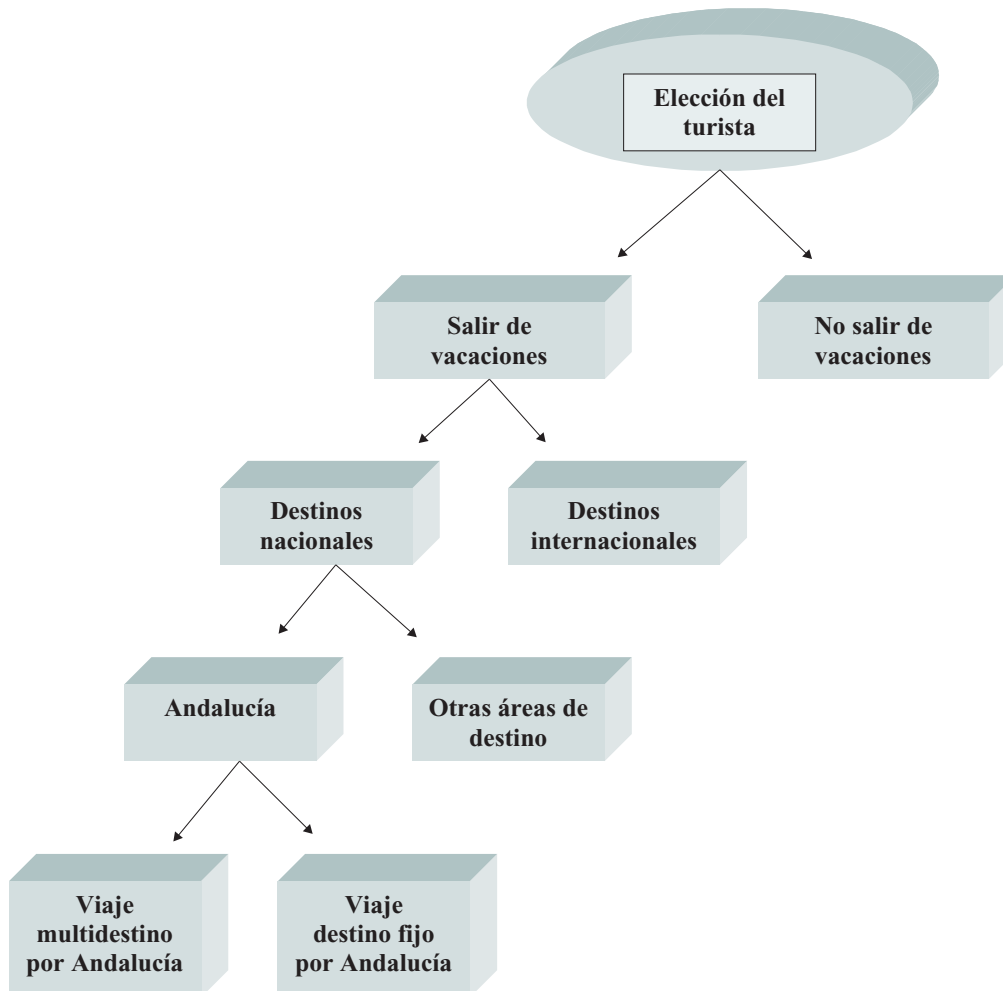 Elección del
turista
Salir de
vacaciones
No salir de
vacaciones
Destinos
nacionales
Destinos
internacionales
Andalucía
Otras áreas de
destino
Viaje
multidestino
por Andalucía
Viaje
destino fijo
por Andalucía